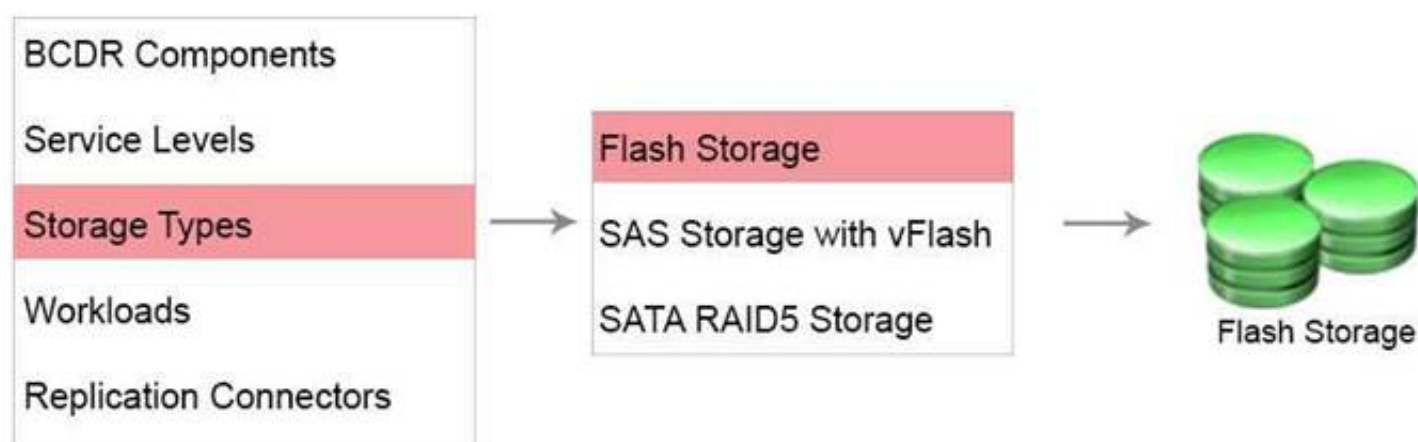 BCDR Components
Service Levels
Storage Types
Workloads
Replication Connectors
Flash Storage
SAS Storage with vFlash
SATA RAID5 Storage
Flash Storage